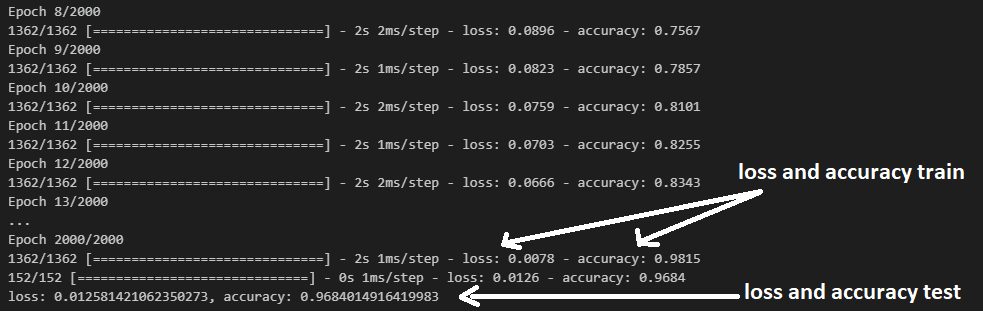 Epoch 8/2000
1362/1362 [==============================] - 2s 2ms/step - loss: 0.0896 - accuracy: 0.7567
Epoch 9/2000
1362/1362 [==============================] - 2s 1ms/step - loss: 0.0823 - accuracy: 0.7857
Epoch 10/2000
1362/1362 [==============================] - 2s 2ms/step - loss: 0.0759 - accuracy: 0.8101
Epoch 11/2000
1362/1362 [==============================] - 2s 1ms/step - loss: 0.0703 - accuracy: 0.8255
Epoch 12/2000
1362/1362 [==============================] - 2s 2ms/step - loss: 0.0666 - accuracy: 0.8343
loss and accuracy train
Epoch 13/2000
...
Epoch 2000/2000
1362/1362 [==============================] - 2s 1ms/step - loss: 0.0078 - accuracy: 0.9815
152/152 [==============================] - 0s 1ms/step - loss: 0.0126 - accuracy: 0.9684
loss: 0.012581421062350273, accuracy: 0.9684014916419983
loss and accuracy test